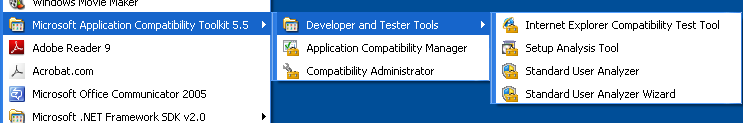 Windows Movie Maker
Microsoft Application Compatibility Toolkit 5.5
Adobe Reader 9
Acrobat.com
Microsoft Office Communicator 2005
Microsoft .NET Framework SDK v2.0
Developer and Tester Tools
Application Compatibility Manager
Compatibility Administrator
Internet Explorer Compatibility Test Tool
Setup Analysis Tool
Standard User Analyzer
Standard User Analyzer Wizard